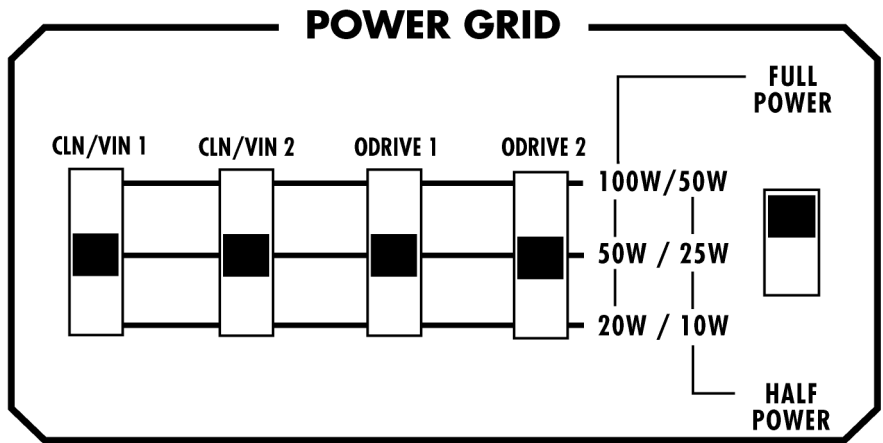 POWER GRID
FULL
POWER
CLN/VIN 1 CLN/VIN 2 ODRIVE 1 ODRIVE 2
100W/50W
50W / 25W
20W / 10W
HALF
POWER